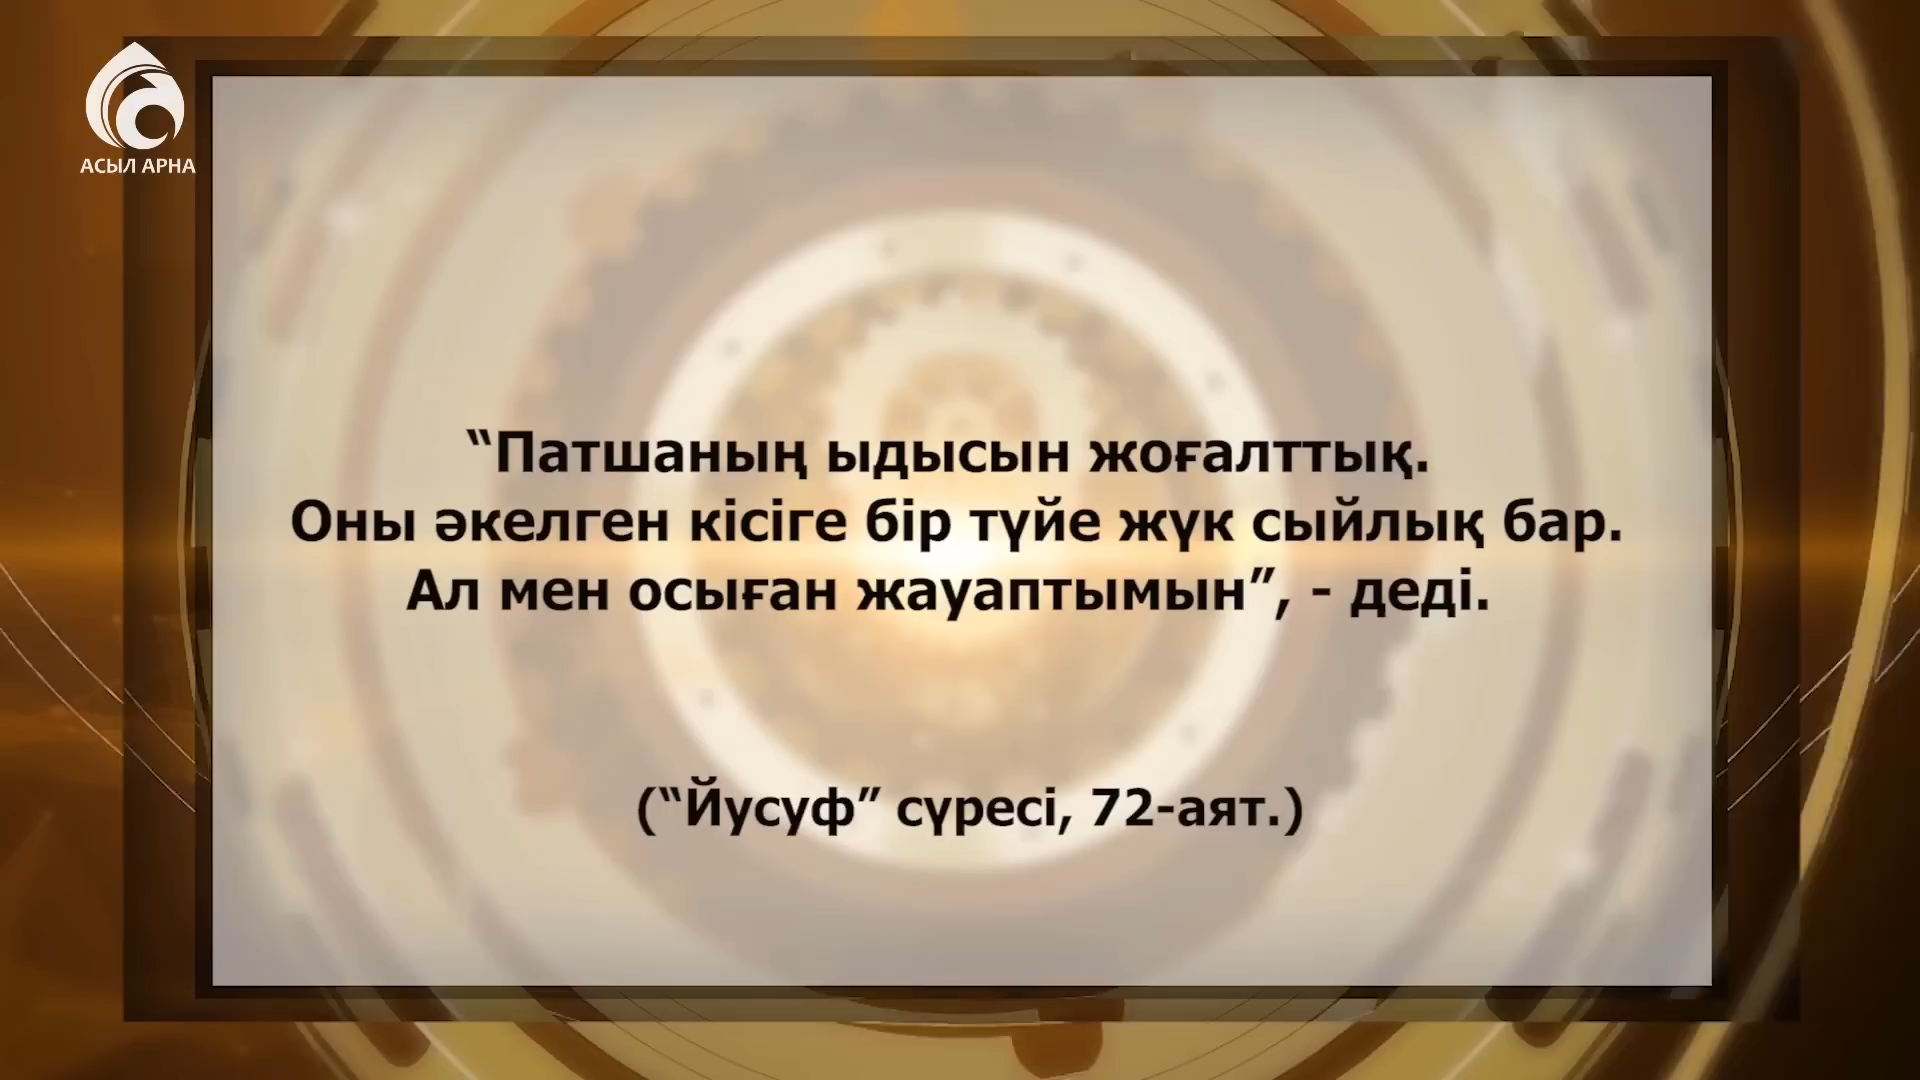 АСЫЛ АРНА
“Патшаның ыдысын жоғалттық.
Оны әкелген кісіге бір түйе жүк сыйлық бар.
Ал мен осыған жауаптымын”, - деді.
(“Йусуф” сүресі, 72-аят.)